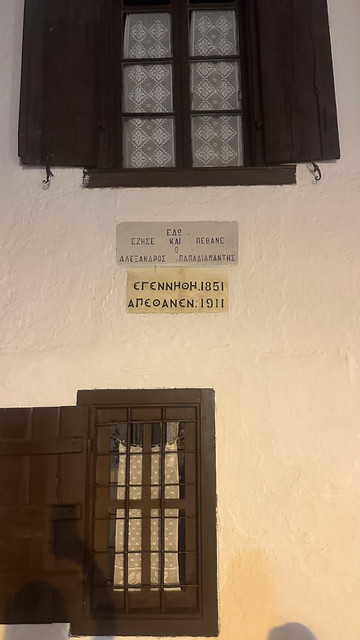 ΕΔΩ
ΕΖΗΣΕ ΚΑΙ ΠΕΘΑΝΕ
Ο
ΑΛΕΞΑΝΔΡΟΣ ΠΑΠΑΔΙΑΜΑΝΤΗΣ
ΕΓΕΝΝΗΘΗ.1851
ΑΠΕΘΑΝΕΝ.1911